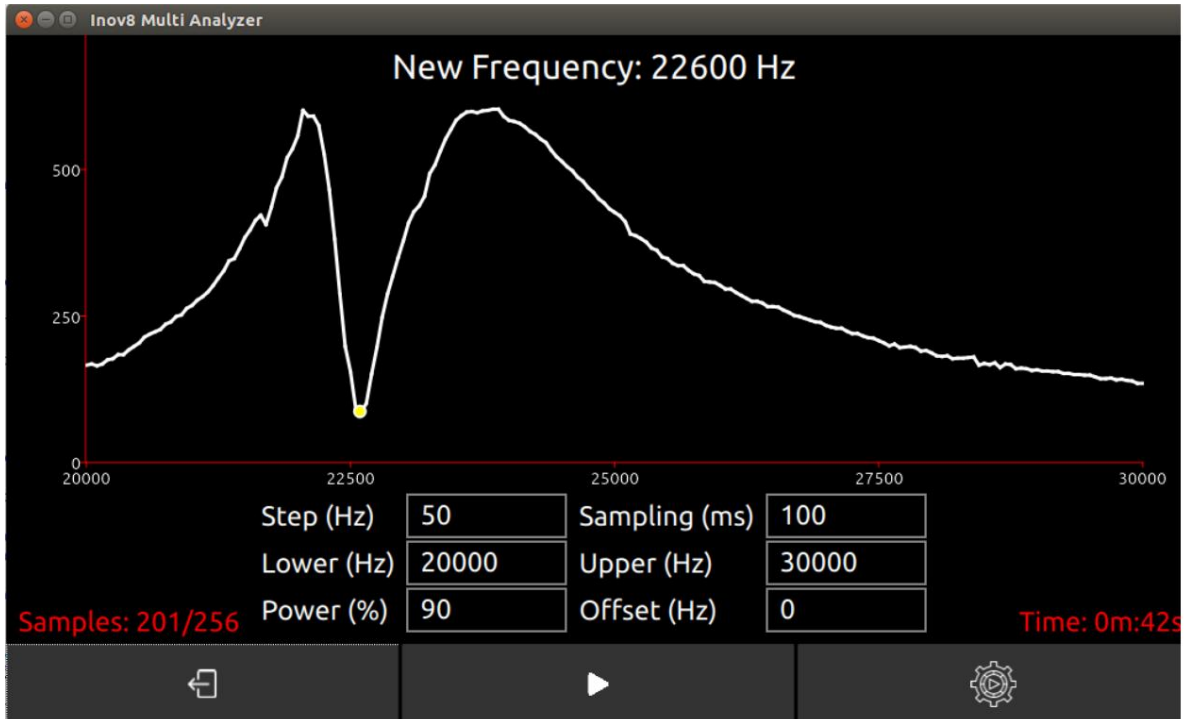 Inov8 Multi Analyzer
New Frequency: 22600 Hz
500
250
0
20000 22500 25000 27500 30000
Step (Hz) 50 Sampling (ms) 100
Lower (Hz) 20000 Upper (Hz) 30000
Power (%) 90 Offset (Hz) 0
Samples: 201/256 Time: 0m:42s